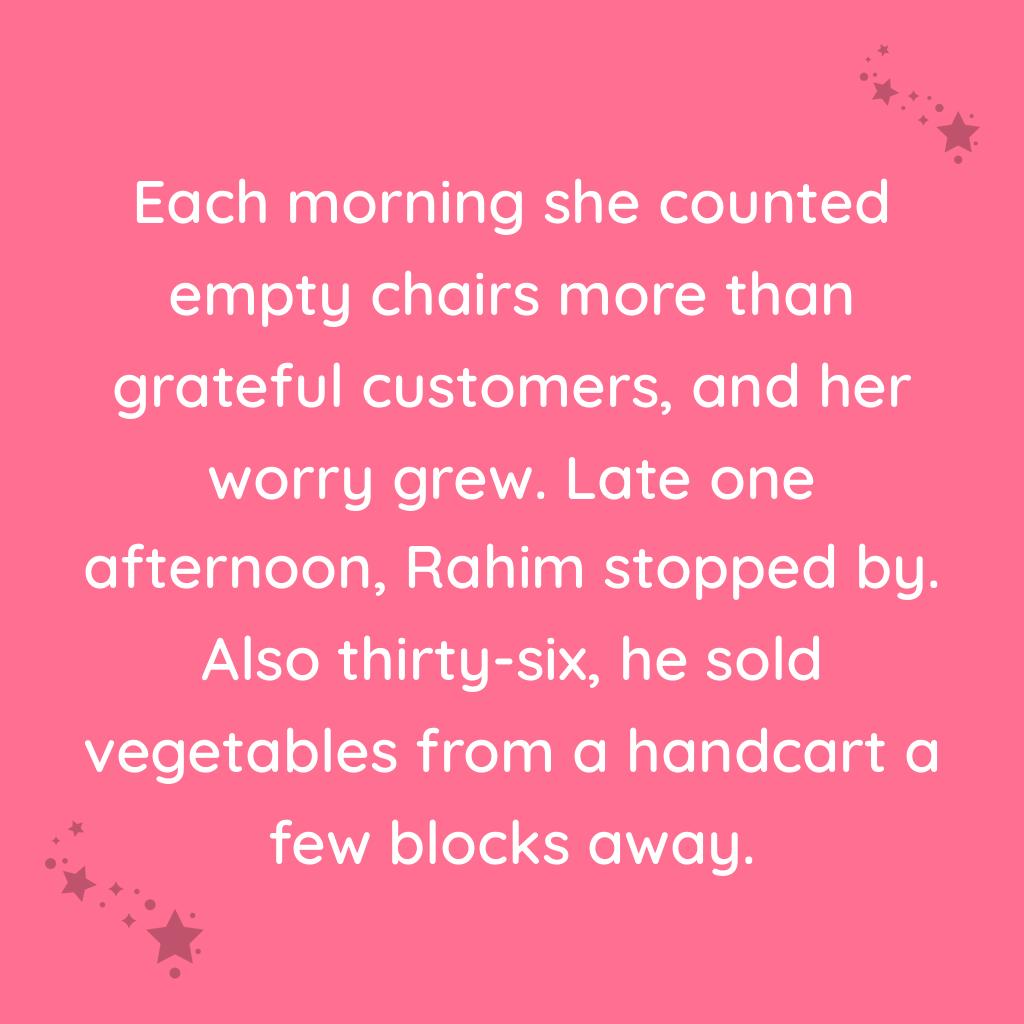 Each morning she counted
empty chairs more than
grateful customers, and her
worry grew. Late one
afternoon, Rahim stopped by.
Also thirty-six, he sold
vegetables from a handcart a
few blocks away.